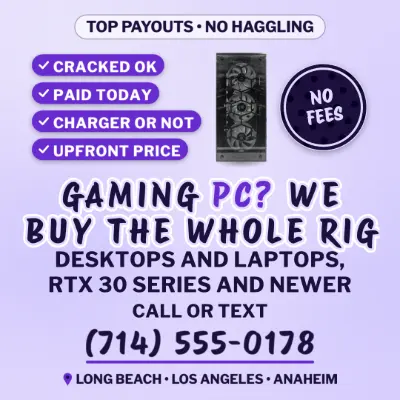 TOP PAYOUTS • NO HAGGLING
✓ CRACKED OK
✓ PAID TODAY
✓ CHARGER OR NOT
✓ UPFRONT PRICE
NO
FEES
GAMING PC? WE
BUY THE WHOLE RIG
DESKTOPS AND LAPTOPS,
RTX 30 SERIES AND NEWER
CALL OR TEXT
(714) 555-0178
LONG BEACH • LOS ANGELES • ANAHEIM